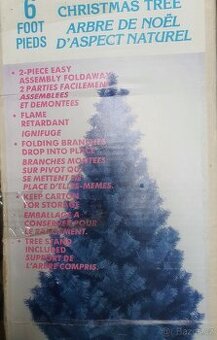 6
FOOT
PIEDS
CHRISTMAS TREE
ARBRE DE NOËL
D'ASPECT NATUREL
• 2-PIECE EASY
ASSEMBLY FOLDAWAY
2 PARTIES FACILEMENT
ASSEMBLEES
ET DEMONTEES
• FLAME
RETARDANT
IGNIFUGE
• FOLDING BRANCHES
DROP INTO PLACE
BRANCHES MONTEES
SUR PIVOT QUI
SE METTENT EN
PLACE D'ELLES-MEMES.
• KEEP CARTON
FOR STORAGE
EMBALLAGE A
CONSERVER POUR
LE RANGEMENT.
• TREE STAND
INCLUDED
SUPPORT DE
L'ARBRE COMPRIS.